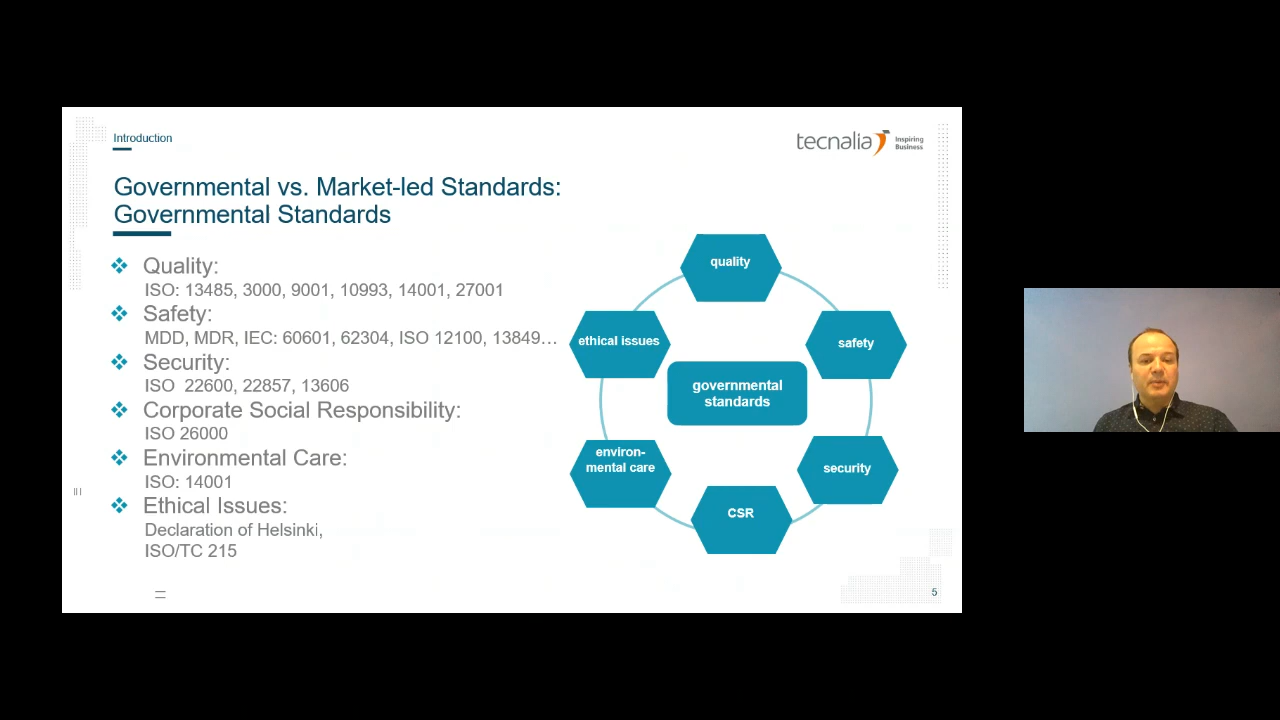 Introduction
tecnalia Inspiring Business
Governmental vs. Market-led Standards:
Governmental Standards
Quality:
ISO: 13485, 3000, 9001, 10993, 14001, 27001
Safety:
MDD, MDR, IEC: 60601, 62304, ISO 12100, 13849…
Security:
ISO 22600, 22857, 13606
Corporate Social Responsibility:
ISO 26000
Environmental Care:
ISO: 14001
Ethical Issues:
Declaration of Helsinki,
ISO/TC 215
quality
ethical issues
safety
governmental
standards
environ-
mental care
security
CSR
5